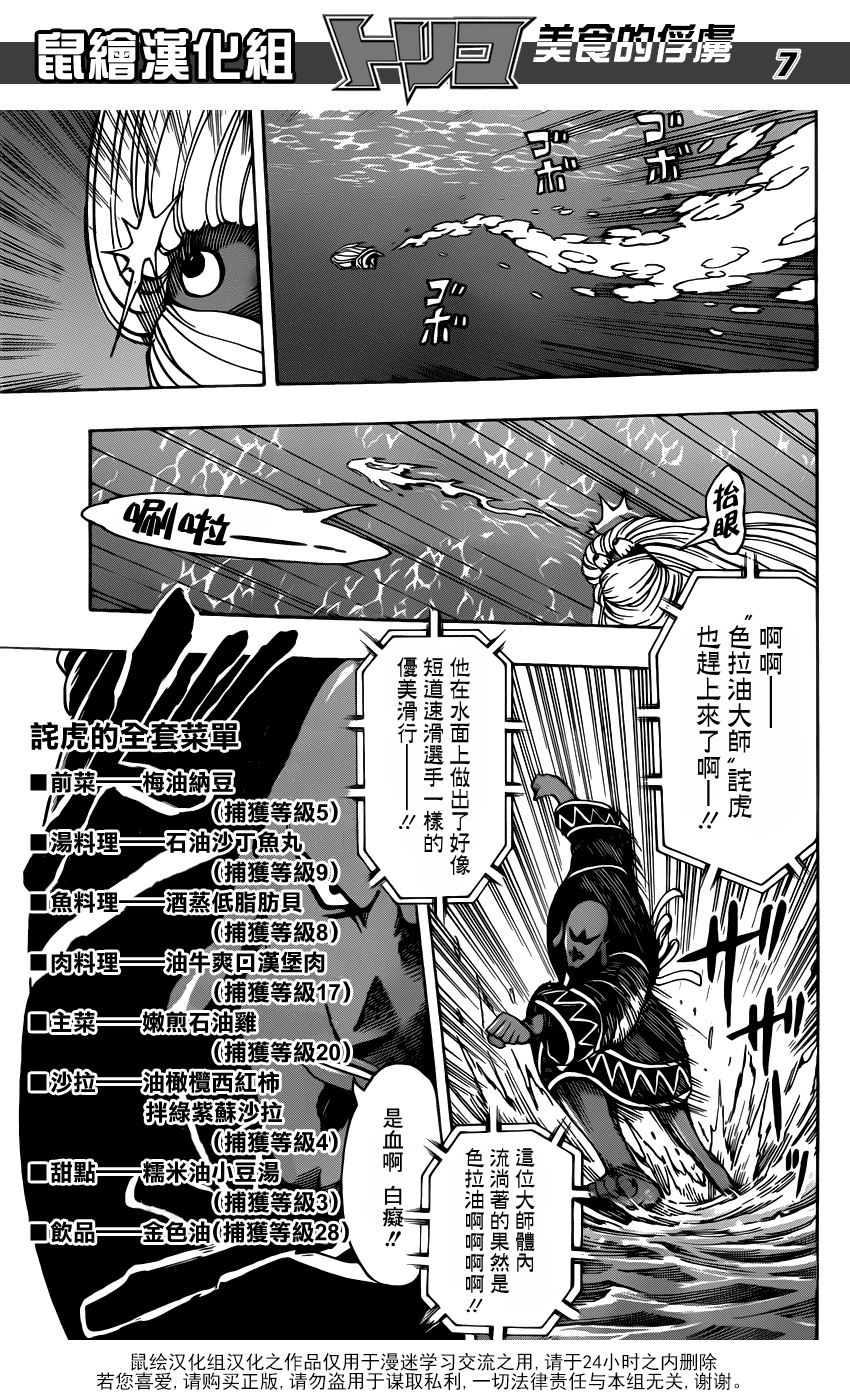 鼠繪漢化組
トリコ
美食的俘虜
7
ゴボ
ゴボ
ゴボ
抬眼
唰啦——
啊啊——
〝色拉油大師〞詫虎
也趕上來了啊—!!
他在水面上做出了好像
短道速滑選手一樣的
優美滑行——!!
詫虎的全套菜單
■前菜——梅油納豆
(捕獲等級5)
■湯料理——石油沙丁魚丸
(捕獲等級9)
■魚料理——酒蒸低脂肪貝
(捕獲等級8)
■肉料理——油牛爽口漢堡肉
(捕獲等級17)
■主菜——嫩煎石油雞
(捕獲等級20)
■沙拉——油橄欖西紅柿
拌綠紫蘇沙拉
(捕獲等級4)
■甜點——糯米油小豆湯
(捕獲等級3)
■飲品——金色油(捕獲等級28)
這位大師體內
流淌著的果然是
色拉油啊啊啊啊!!
是血啊 白癡!!
鼠绘汉化组汉化之作品仅用于漫迷学习交流之用, 请于24小时之内删除
若您喜爱, 请购买正版, 请勿盗用于谋取私利, 一切法律责任与本组无关, 谢谢。